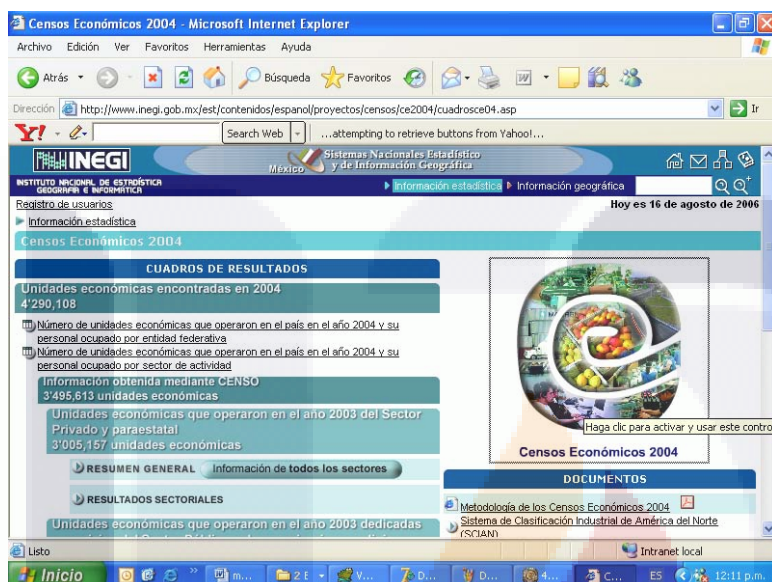 Censos Económicos 2004 - Microsoft Internet Explorer
Archivo Edición Ver Favoritos Herramientas Ayuda
Atrás Búsqueda Favoritos
Dirección http://www.inegi.gob.mx/est/contenidos/espanol/proyectos/censos/ce2004/cuadrosce04.asp Ir
Y! Search Web ...attempting to retrieve buttons from Yahoo!...
INEGI México Sistemas Nacionales Estadístico
y de Información Geográfica
INSTITUTO NACIONAL DE ESTADÍSTICA
GEOGRAFÍA E INFORMÁTICA
Información estadística Información geográfica
Registro de usuarios Hoy es 16 de agosto de 2006
Información estadística
Censos Económicos 2004
CUADROS DE RESULTADOS
Unidades económicas encontradas en 2004
4'290,108
Número de unidades económicas que operaron en el país en el año 2004 y su
personal ocupado por entidad federativa
Número de unidades económicas que operaron en el país en el año 2004 y su
personal ocupado por sector de actividad
Información obtenida mediante CENSO
3'495,613 unidades económicas
Unidades económicas que operaron en el año 2003 del Sector
Privado y paraestatal
3'005,157 unidades económicas
RESUMEN GENERAL Información de todos los sectores
RESULTADOS SECTORIALES
Unidades económicas que operaron en el año 2003 dedicadas
Haga clic para activar y usar este contro
Censos Económicos 2004
DOCUMENTOS
Metodología de los Censos Económicos 2004
Sistema de Clasificación Industrial de América del Norte
(SCIAN)
Listo Intranet local
Inicio m... 2 E V... D... D... 4... C... ES 12:11 p.m.